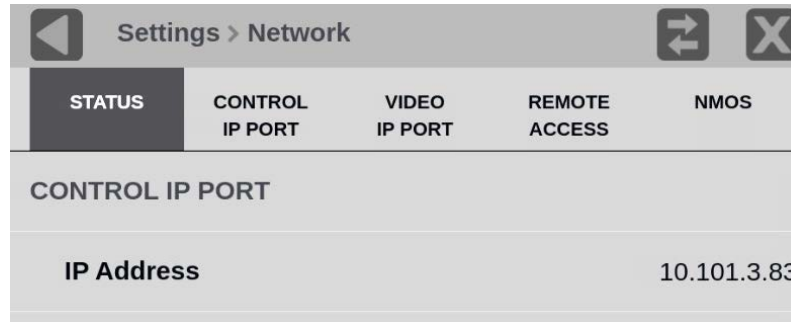 Settings > Network
STATUS
CONTROL
IP PORT
VIDEO
IP PORT
REMOTE
ACCESS
NMOS
CONTROL IP PORT
IP Address 10.101.3.83